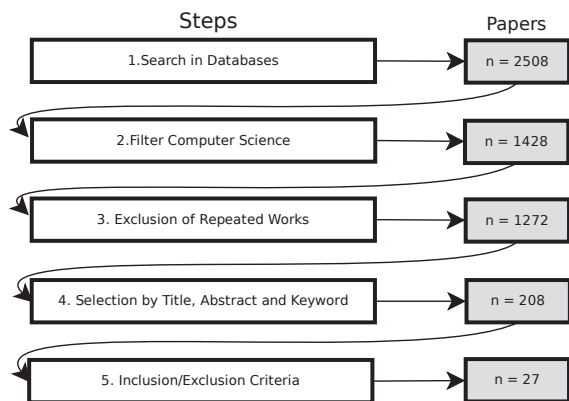 Steps
Papers
1.Search in Databases
n = 2508
2.Filter Computer Science
n = 1428
3. Exclusion of Repeated Works
n = 1272
4. Selection by Title, Abstract and Keyword
n = 208
5. Inclusion/Exclusion Criteria
n = 27